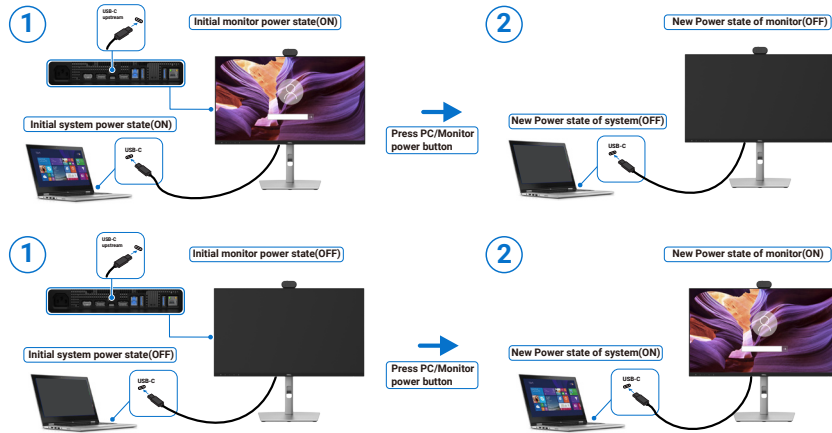 1
USB-C
upstream
Initial monitor power state(ON)
Initial system power state(ON)
USB-C
Press PC/Monitor
power button
2
New Power state of monitor(OFF)
New Power state of system(OFF)
USB-C
1
USB-C
upstream
Initial monitor power state(OFF)
Initial system power state(OFF)
USB-C
Press PC/Monitor
power button
2
New Power state of monitor(ON)
New Power state of system(ON)
USB-C